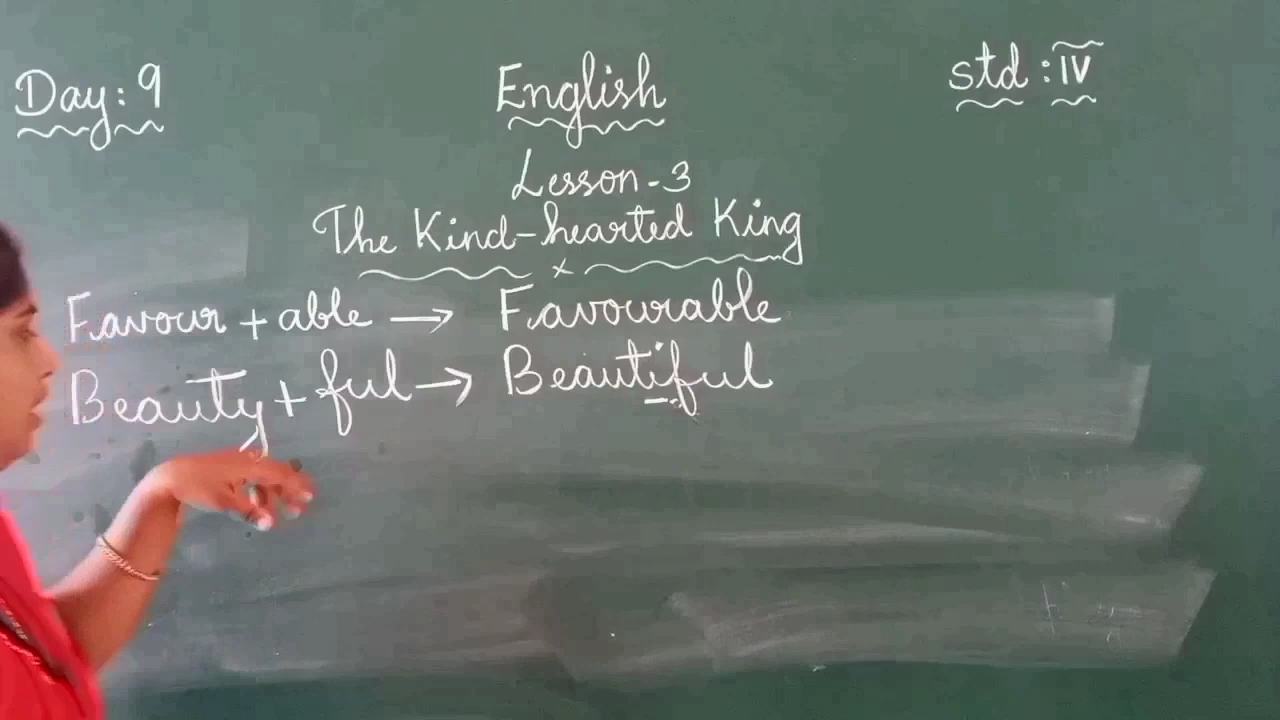 Day: 9
English
std: IV
Lesson-3
The Kind-hearted King
Favour + able → Favourable
Beauty + ful → Beautiful